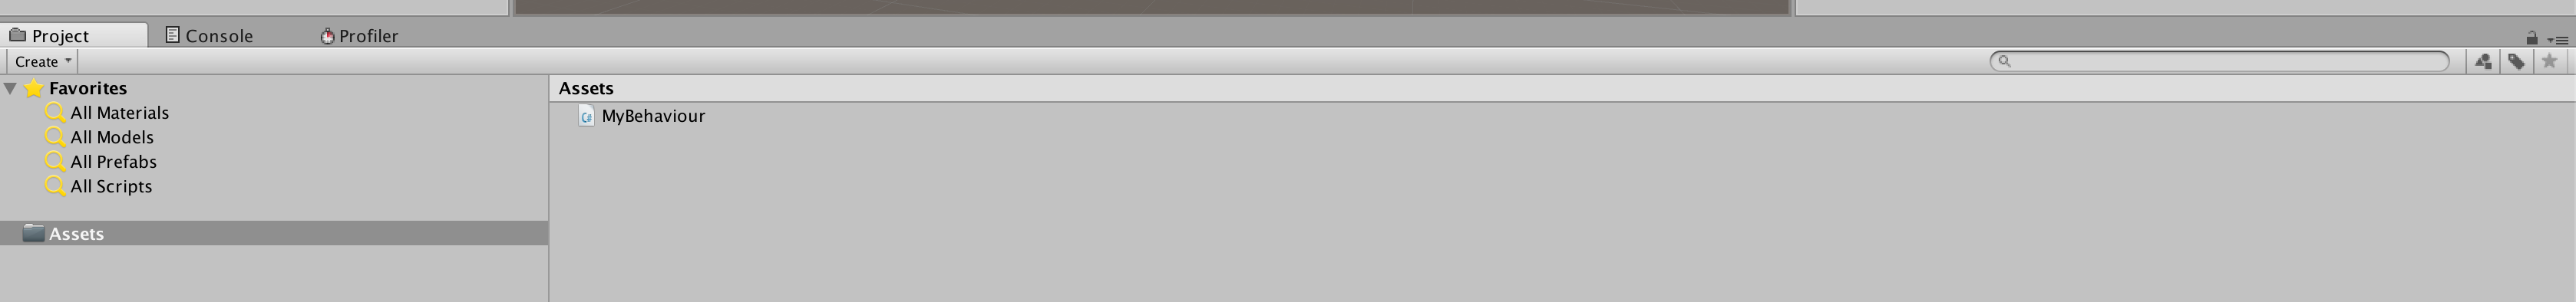 Project Console Profiler
Create
Favorites
All Materials
All Models
All Prefabs
All Scripts
Assets
Assets
C# MyBehaviour